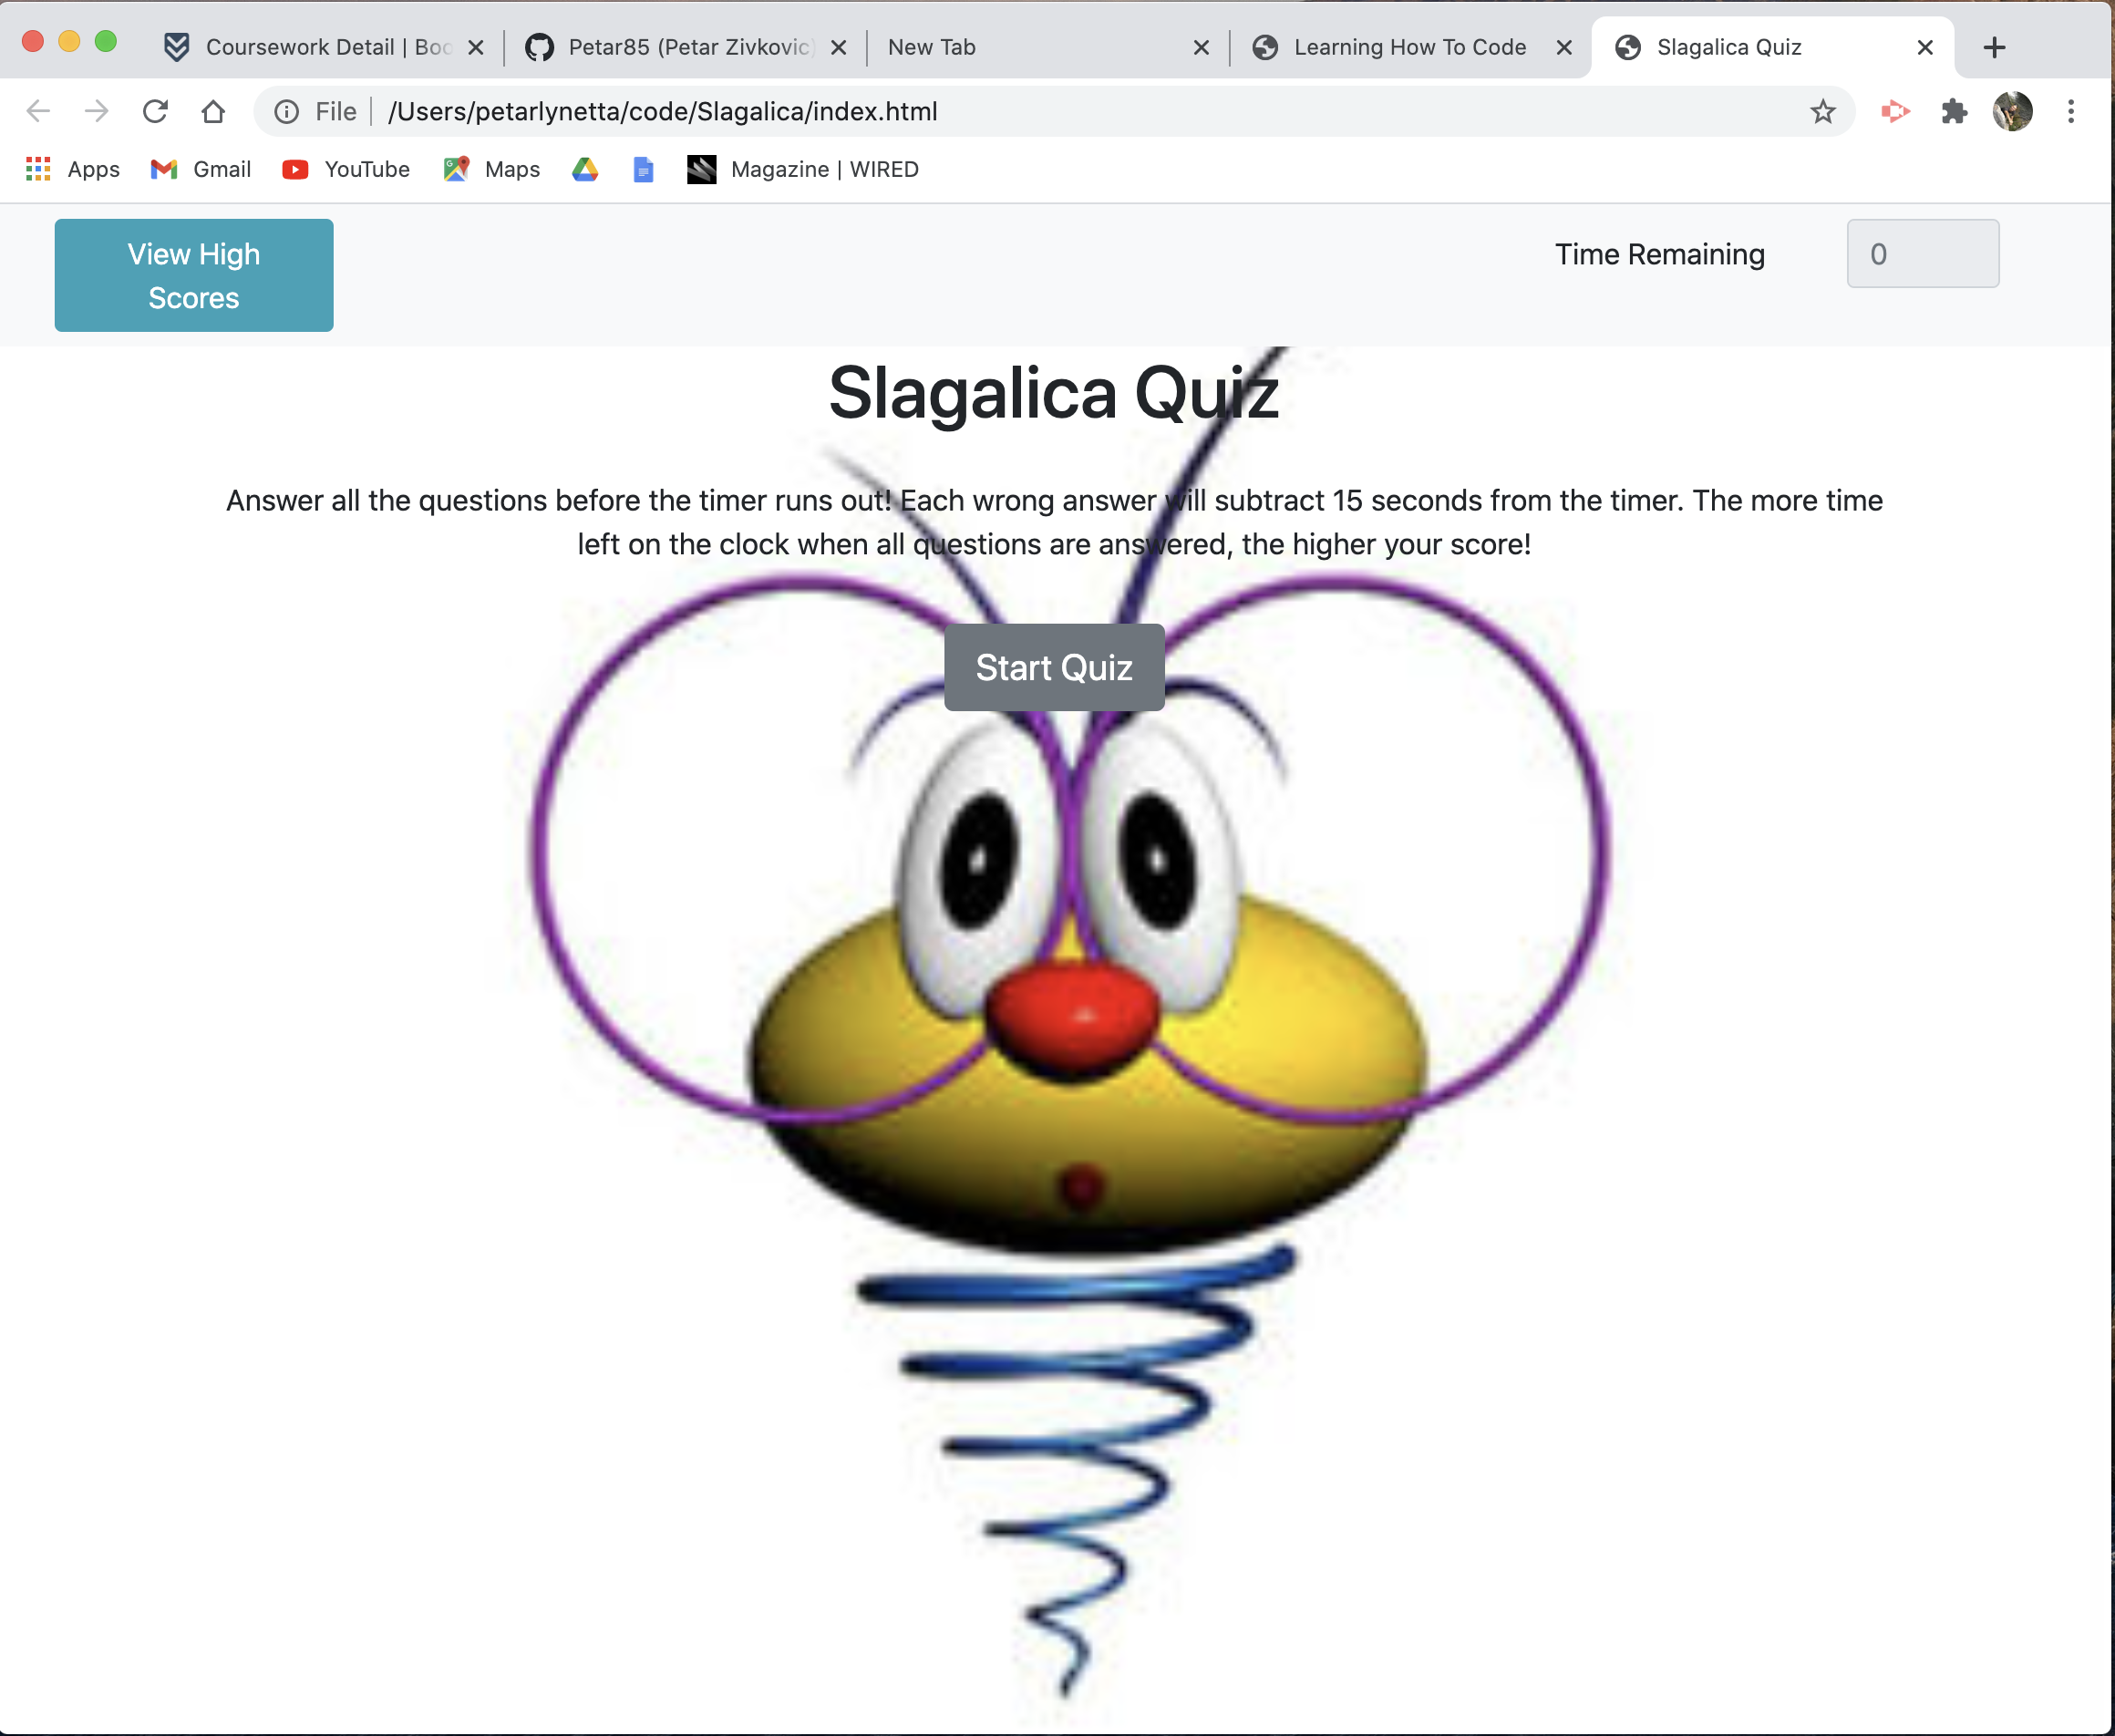 Coursework Detail | Boo
Petar85 (Petar Zivkovic)
New Tab
Learning How To Code
Slagalica Quiz
File /Users/petarlynetta/code/Slagalica/index.html
Apps
Gmail
YouTube
Maps
Magazine | WIRED
View High
Scores
Time Remaining
0
Slagalica Quiz
Answer all the questions before the timer runs out! Each wrong answer will subtract 15 seconds from the timer. The more time
left on the clock when all questions are answered, the higher your score!
Start Quiz